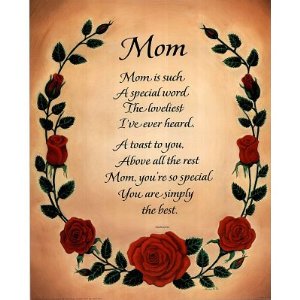 Mom
Mom is such
A special word
The loveliest
I've ever heard.
A toast to you,
Above all the rest
Mom, you're so special
You are simply
the best.